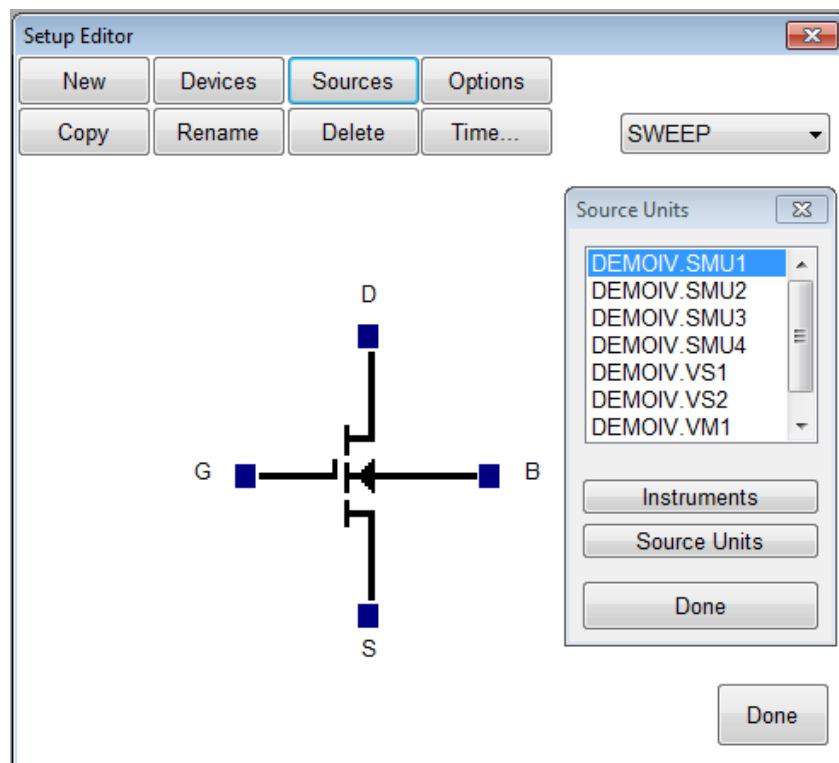 Setup Editor
New Devices Sources Options
Copy Rename Delete Time... SWEEP
Source Units
DEMOIV.SMU1
DEMOIV.SMU2
DEMOIV.SMU3
DEMOIV.SMU4
DEMOIV.VS1
DEMOIV.VS2
DEMOIV.VM1
D
G B
S
Instruments
Source Units
Done
Done